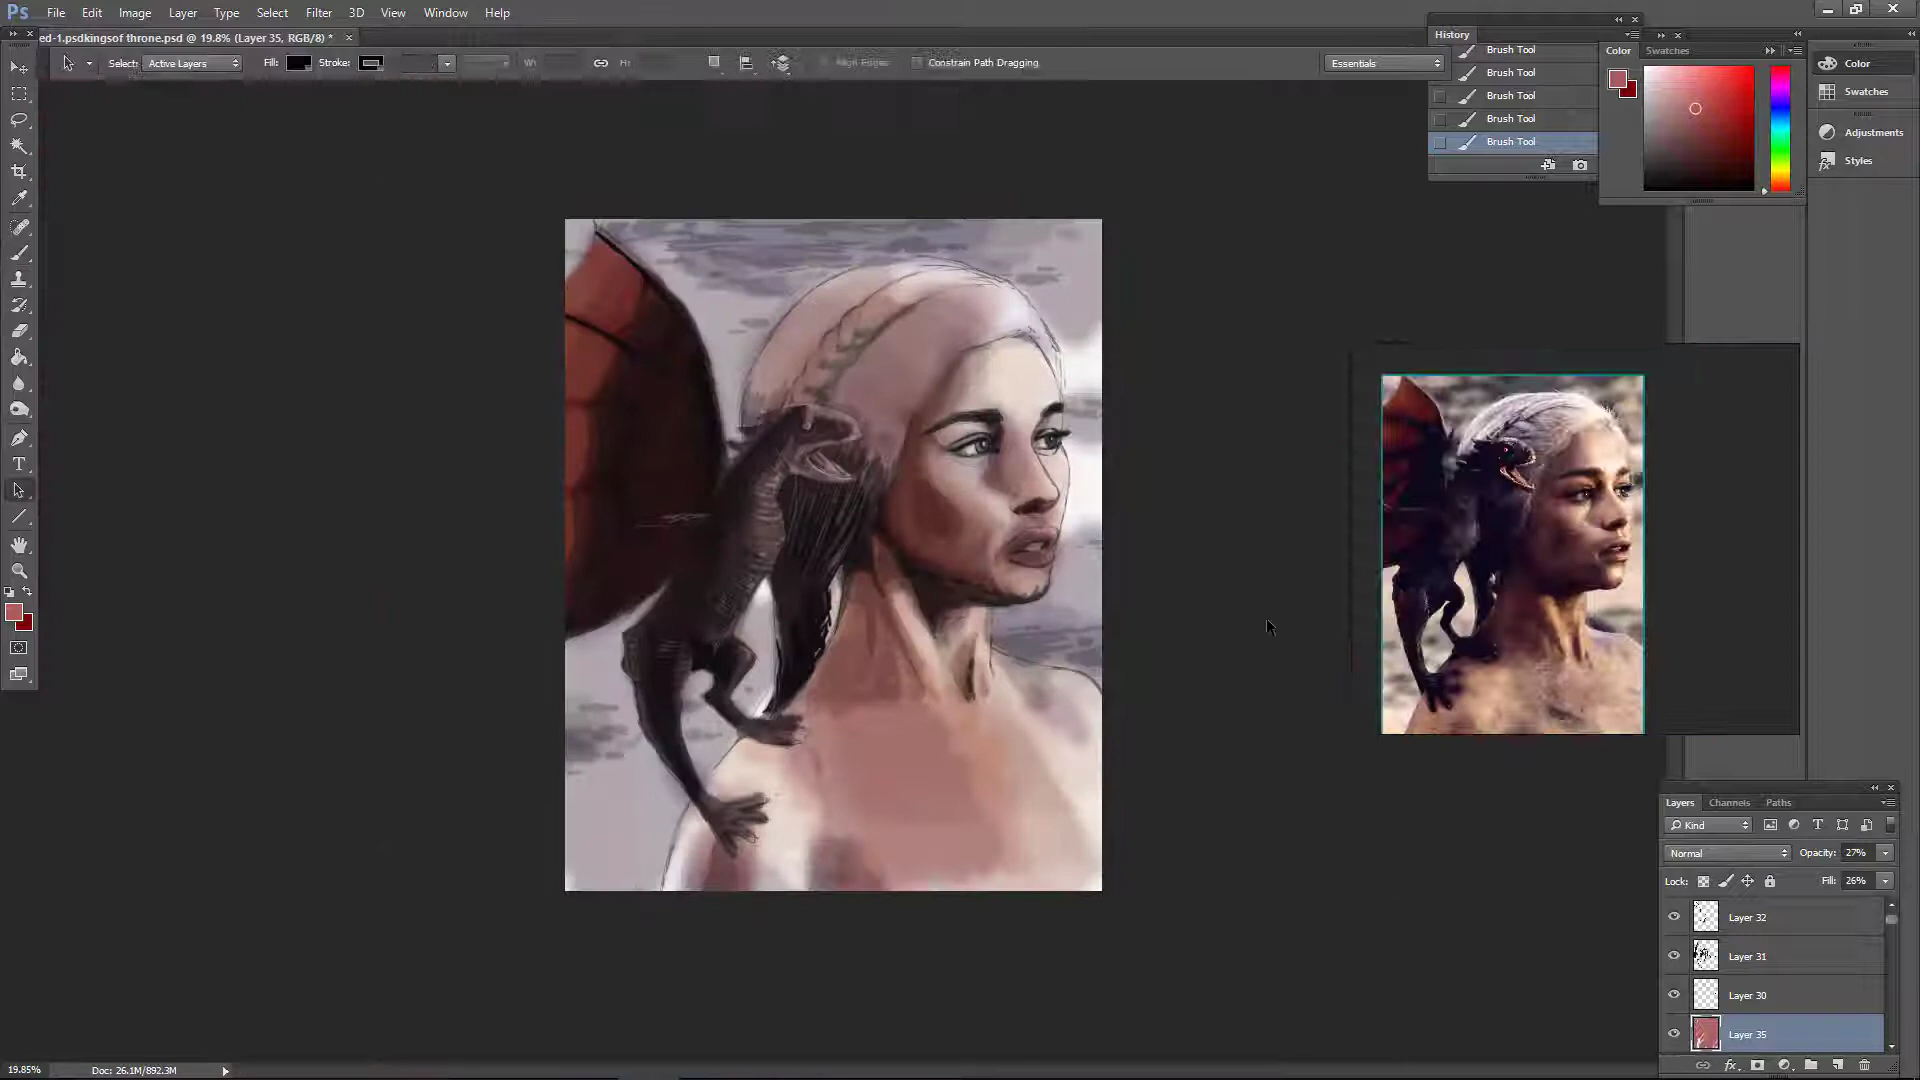 Ps File Edit Image Layer Type Select Filter 3D View Window Help
ed-1.psdkingsof throne.psd @ 19.8% (Layer 35, RGB/8) * ×
Select: Active Layers Fill: Stroke: W: H: Align Edges Constrain Path Dragging Essentials
History
Brush Tool
Brush Tool
Brush Tool
Brush Tool
Brush Tool
Color Swatches
Color
Swatches
Adjustments
Styles
T
Layers Channels Paths
Kind
Normal Opacity: 27%
Lock: Fill: 26%
Layer 32
Layer 31
Layer 30
Layer 35
fx
19.85% Doc: 26.1M/892.3M